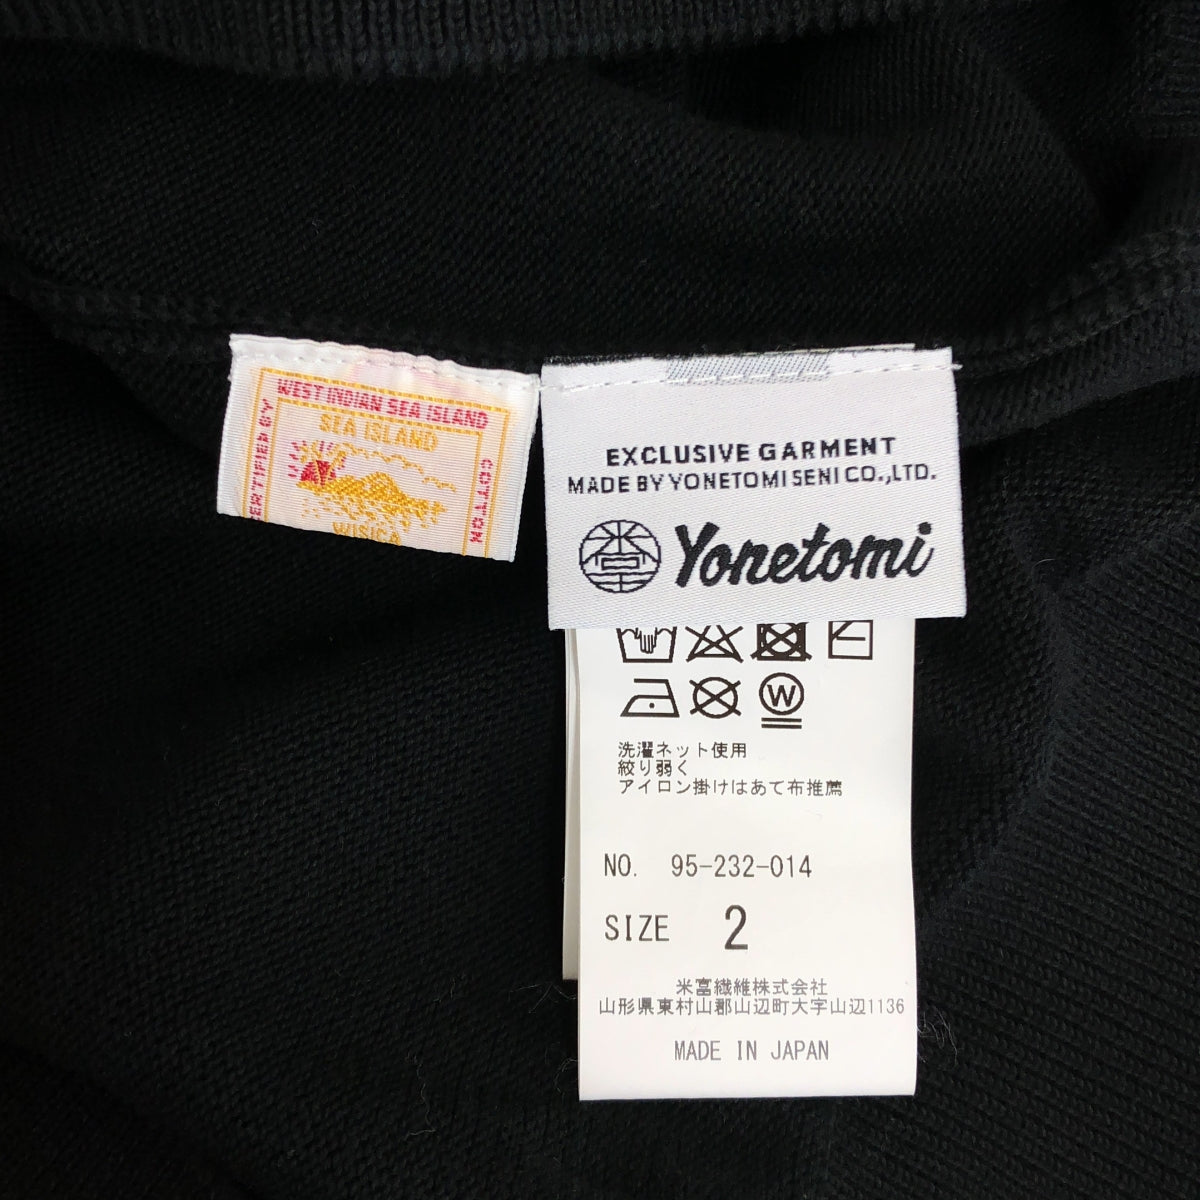 WEST INDIAN SEA ISLAND
COTTON
CERTIFIED BY
SEA ISLAND
WISICA
EXCLUSIVE GARMENT
MADE BY YONETOMI SENI CO.,LTD.
Yonetomi
W
洗濯ネット使用
絞り弱く
アイロン掛けはあて布推薦
NO. 95-232-014
SIZE 2
米富繊維株式会社
山形県東村山郡山辺町大字山辺1136
MADE IN JAPAN